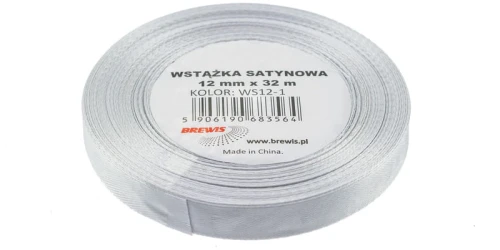 WSTĄŻKA SATYNOWA
12 mm x 32 m
KOLOR: WS12-1
5 906190 683564
BREWIS
www.brewis.pl
Made in China.